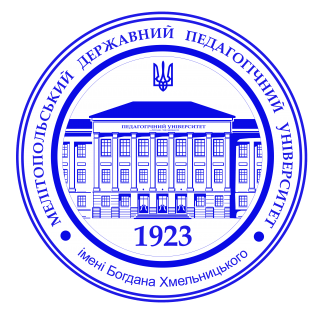 МЕЛІТОПОЛЬСЬКИЙ ДЕРЖАВНИЙ ПЕДАГОГІЧНИЙ УНІВЕРСИТЕТ
ПЕДАГОГІЧНИЙ УНІВЕРСИТЕТ
1923
імені Богдана Хмельницького